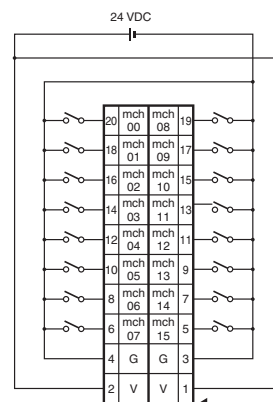 24 VDC
20 mch 00 mch 08 19
18 mch 01 mch 09 17
16 mch 02 mch 10 15
14 mch 03 mch 11 13
12 mch 04 mch 12 11
10 mch 05 mch 13 9
8 mch 06 mch 14 7
6 mch 07 mch 15 5
4 G G 3
2 V V 1